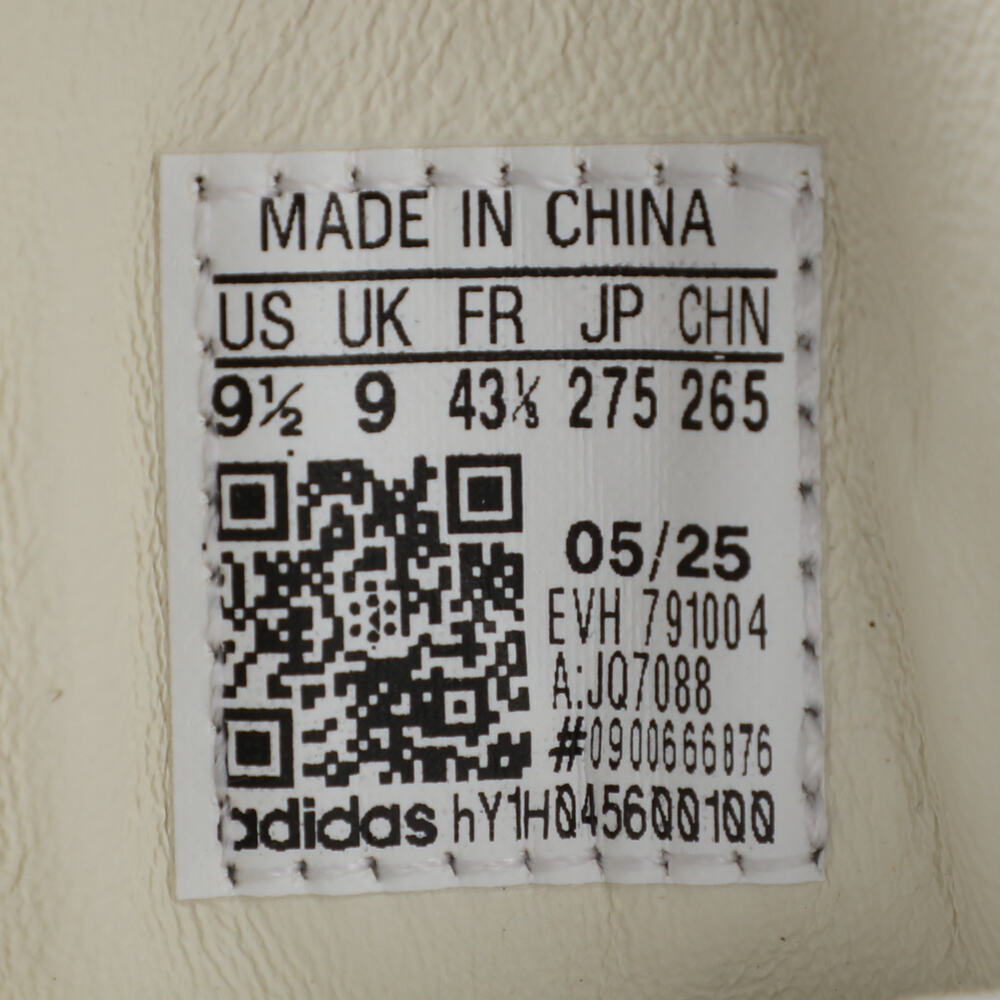 MADE IN CHINA
US UK FR JP CHN
9½ 9 43⅓ 275 265
05/25
EVH 791004
A:JQ7088
#0900666876
adidas hY1H045600100